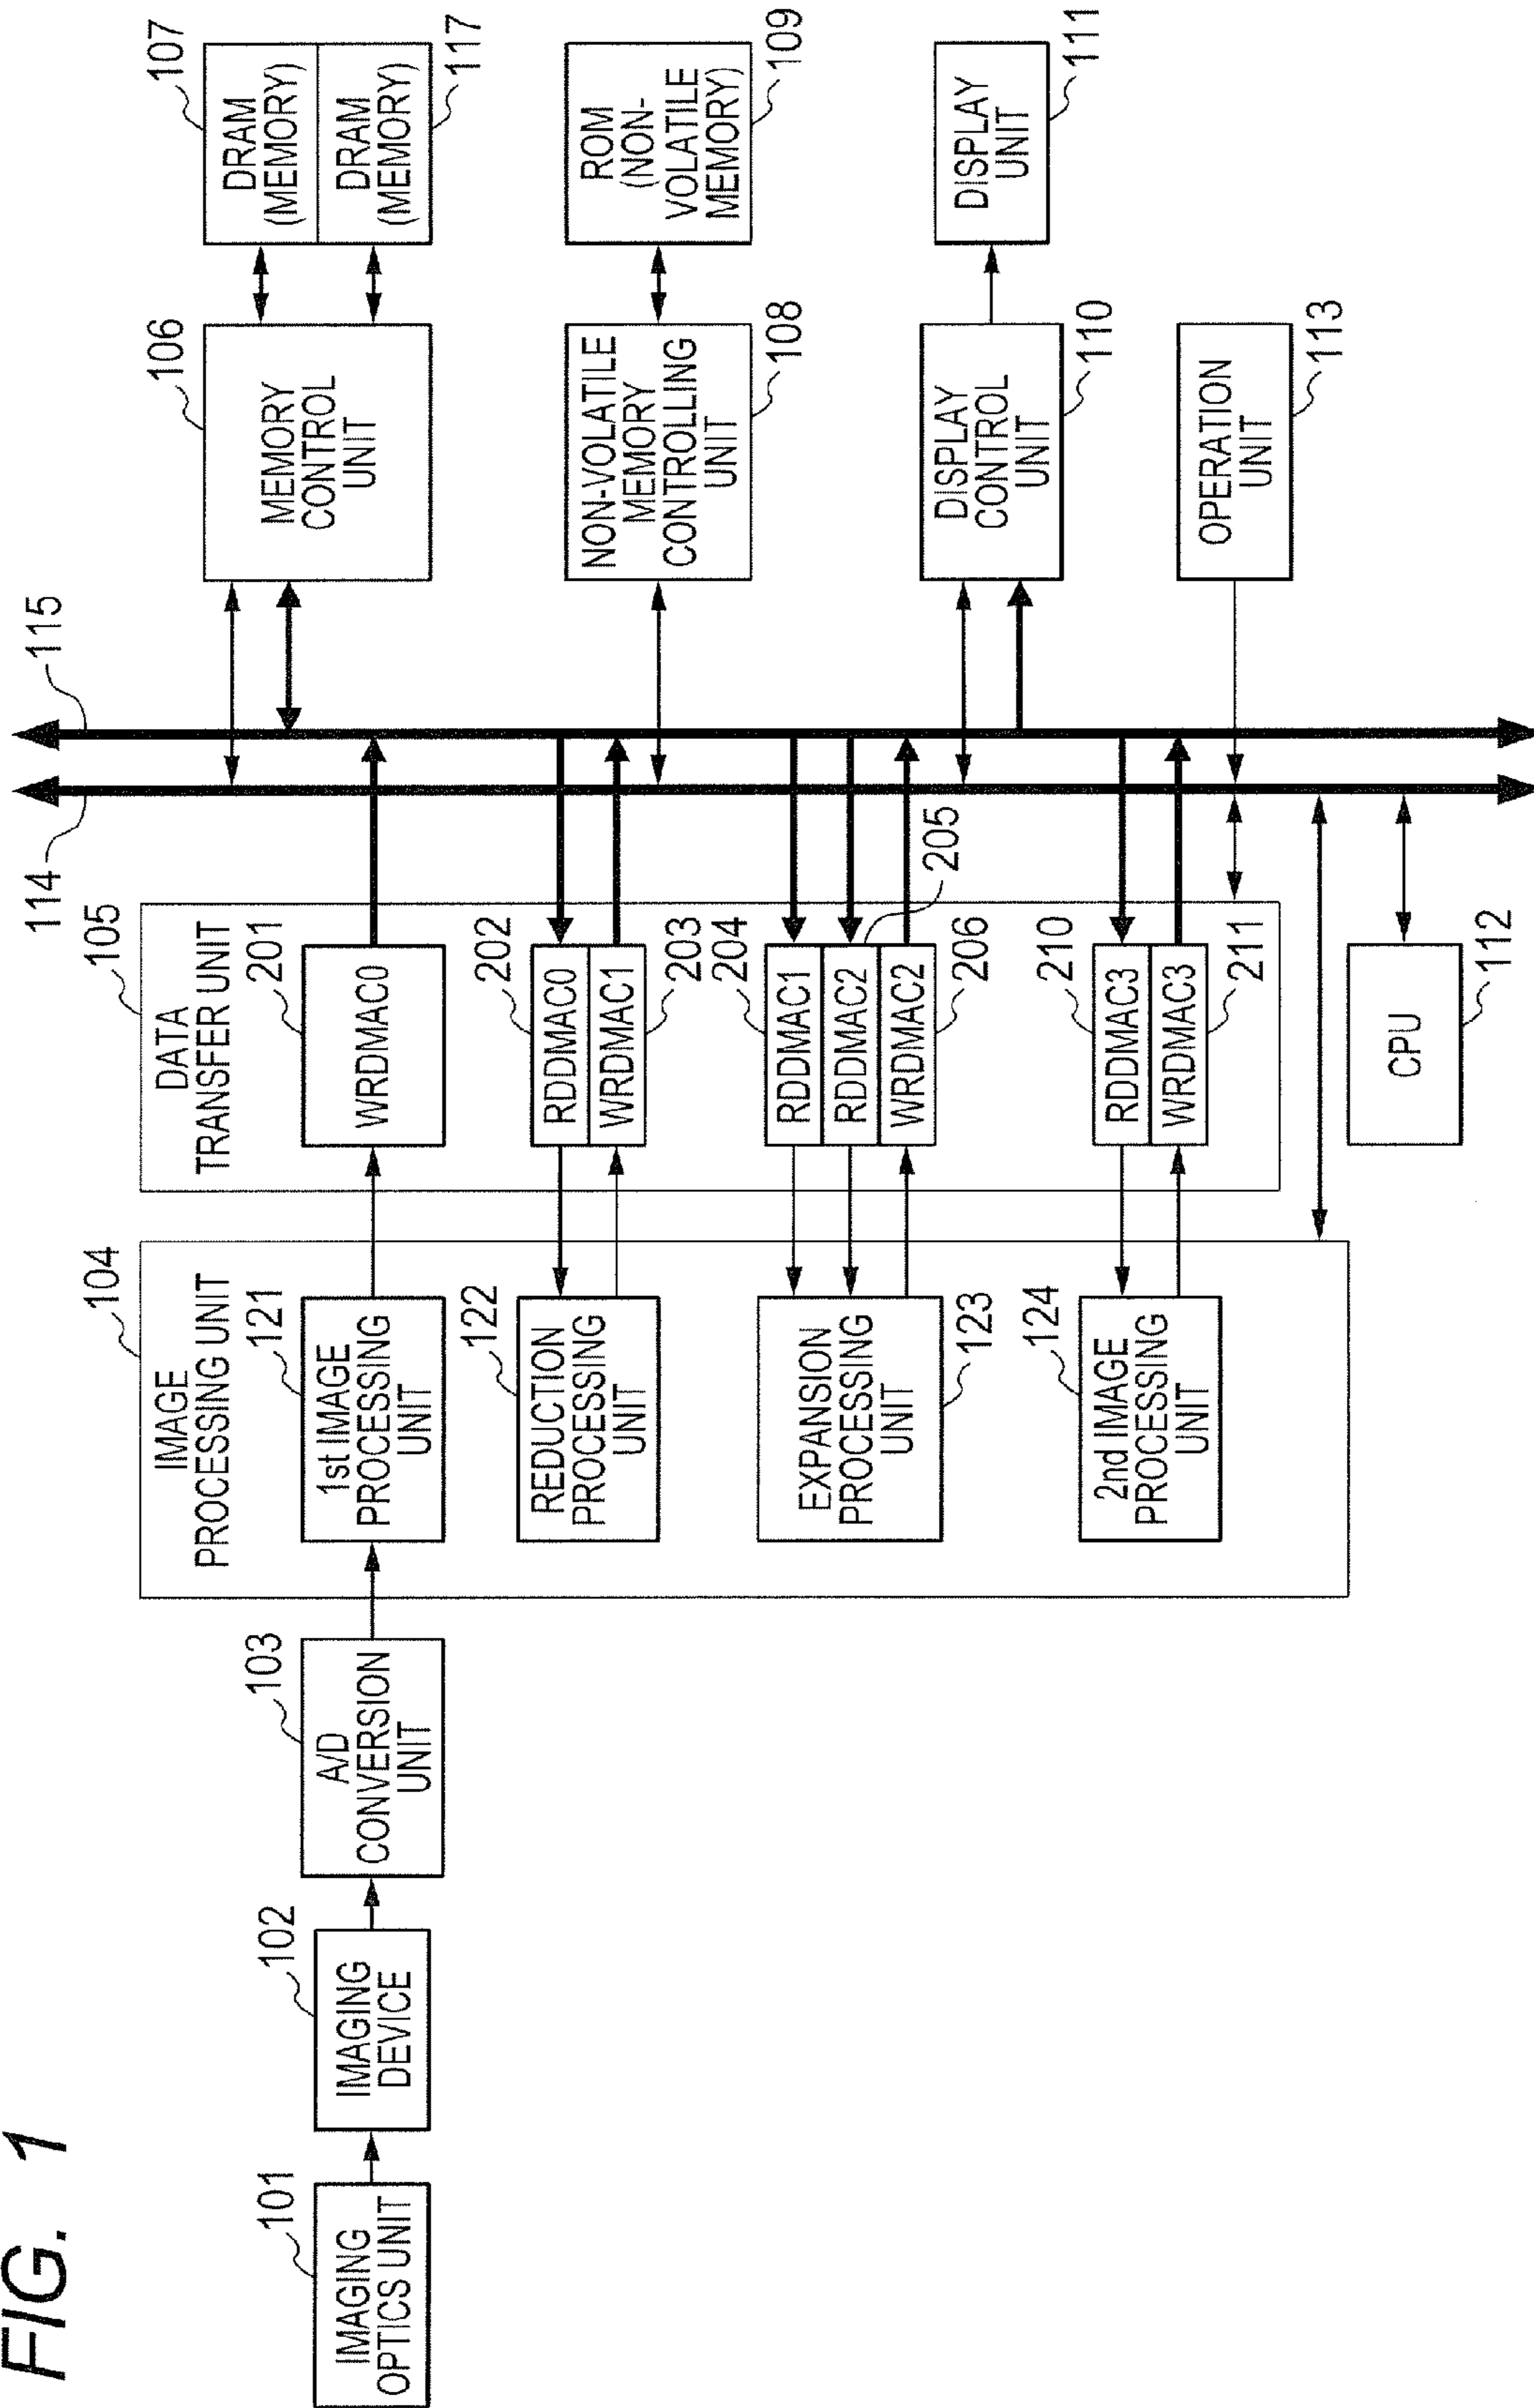 FIG. 1
101
IMAGING
OPTICS UNIT
102
IMAGING
DEVICE
103
A/D
CONVERSION
UNIT
104
IMAGE
PROCESSING UNIT
121
1st IMAGE
PROCESSING
UNIT
122
REDUCTION
PROCESSING
UNIT
EXPANSION
PROCESSING
UNIT
123
124
2nd IMAGE
PROCESSING
UNIT
105
DATA
TRANSFER UNIT
201
WRDMAC0
202
RDDMAC0
WRDMAC1
203
204
RDDMAC1
RDDMAC2
WRDMAC2
205
206
210
RDDMAC3
WRDMAC3
211
CPU
112
114
115
106
MEMORY
CONTROL
UNIT
107
DRAM
(MEMORY)
DRAM
(MEMORY)
117
NON-VOLATILE
MEMORY
CONTROLLING
UNIT
108
ROM
(NON-
VOLATILE
MEMORY)
109
DISPLAY
CONTROL
UNIT
110
DISPLAY
UNIT
111
OPERATION
UNIT
113